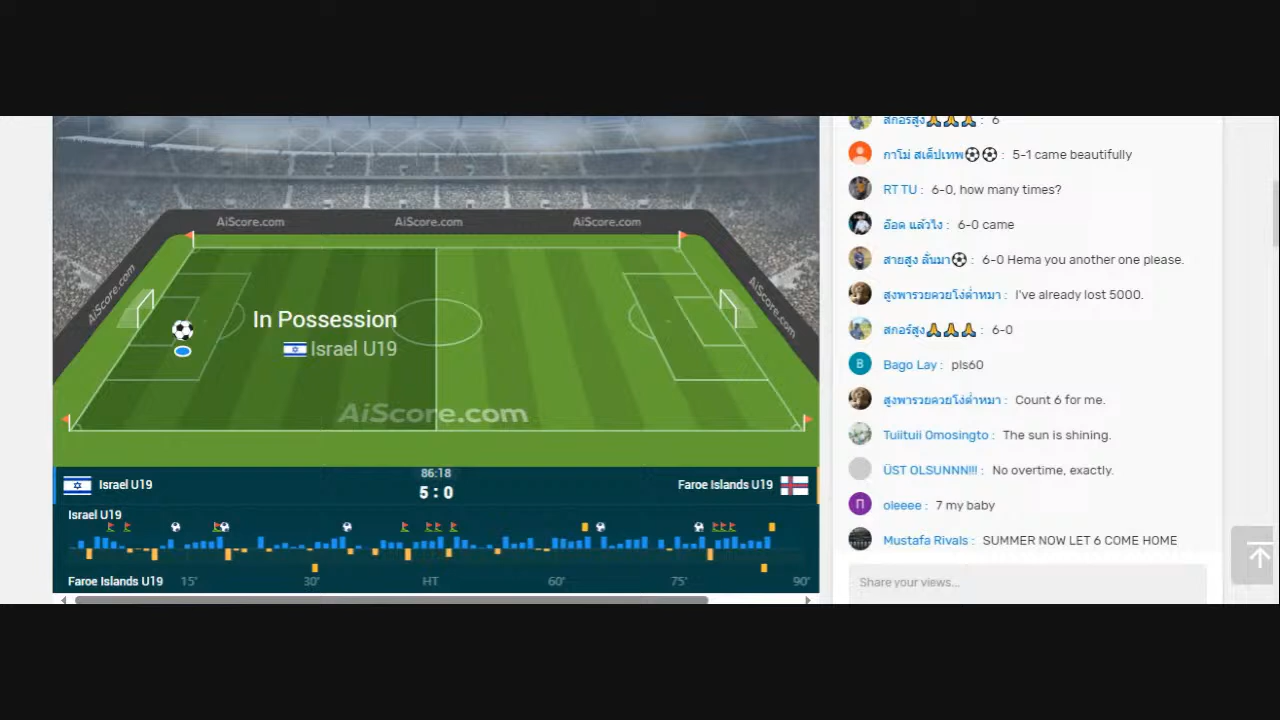 AiScore.com
AiScore.com
AiScore.com
AiScore.com
AiScore.com
In Possession
Israel U19
AiScore.com
86:18
Israel U19
5 : 0
Faroe Islands U19
Israel U19
Faroe Islands U19
15'
30'
HT
60'
75'
90'
สกอร์สูง🙏🙏🙏 : 6
กาโม่ สเต็ปเทพ⚽⚽ : 5-1 came beautifully
RT TU : 6-0, how many times?
อ๊อด แล้วไง : 6-0 came
สายสูง ลั่นมา⚽ : 6-0 Hema you another one please.
สูงพารวยควยโง่ต่ำหมา : I've already lost 5000.
สกอร์สูง🙏🙏🙏 : 6-0
B
Bago Lay : pls60
สูงพารวยควยโง่ต่ำหมา : Count 6 for me.
Tuiituii Omosingto : The sun is shining.
ÜST OLSUNNN!!! : No overtime, exactly.
П
oleeee : 7 my baby
Mustafa Rivals : SUMMER NOW LET 6 COME HOME
Share your views...